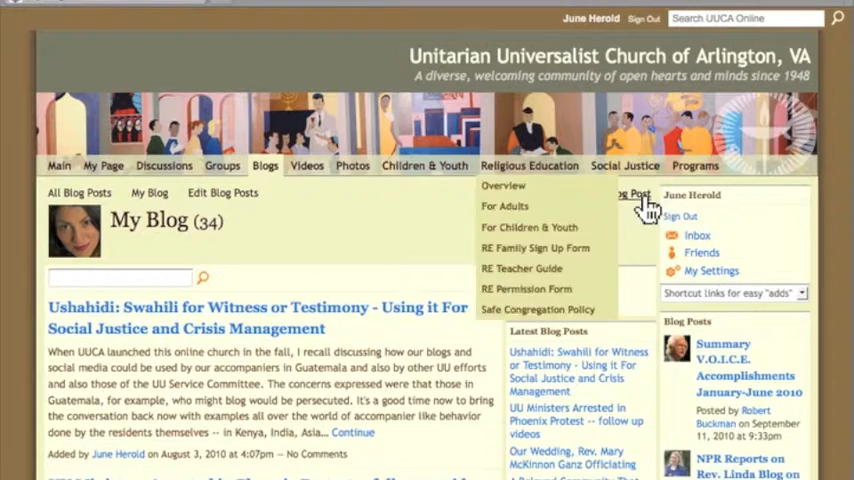 June Herold
Sign Out
Search UUCA Online
Unitarian Universalist Church of Arlington, VA
A diverse, welcoming community of open hearts and minds since 1948
Main
My Page
Discussions
Groups
Blogs
Videos
Photos
Children & Youth
Religious Education
Social Justice
Programs
All Blog Posts
My Blog
Edit Blog Posts
Post
Overview
For Adults
For Children & Youth
RE Family Sign Up Form
RE Teacher Guide
RE Permission Form
Safe Congregation Policy
My Blog (34)
Ushahidi: Swahili for Witness or Testimony - Using it For
Social Justice and Crisis Management
When UUCA launched this online church in the fall, I recall discussing how our blogs and
social media could be used by our accompaniers in Guatemala and also by other UU efforts
and also those of the UU Service Committee. The concerns expressed were that those in
Guatemala, for example, who might blog would be persecuted. It's a good time now to bring
the conversation back now with examples all over the world of accompanier like behavior
done by the residents themselves -- in Kenya, India, Asia... Continue
Added by June Herold on August 3, 2010 at 4:07pm — No Comments
Latest Blog Posts
Ushahidi: Swahili for Witness
or Testimony - Using it For
Social Justice and Crisis
Management
UU Ministers Arrested in
Phoenix Protest -- follow up
videos
Our Wedding, Rev. Mary
McKinnon Ganz Officiating
June Herold
Sign Out
Inbox
Friends
My Settings
Shortcut links for easy "adds"
Blog Posts
Summary
V.O.I.C.E.
Accomplishments
January-June 2010
Posted by Robert
Buckman on September
11, 2010 at 9:33pm
NPR Reports on
Rev. Linda Blog on